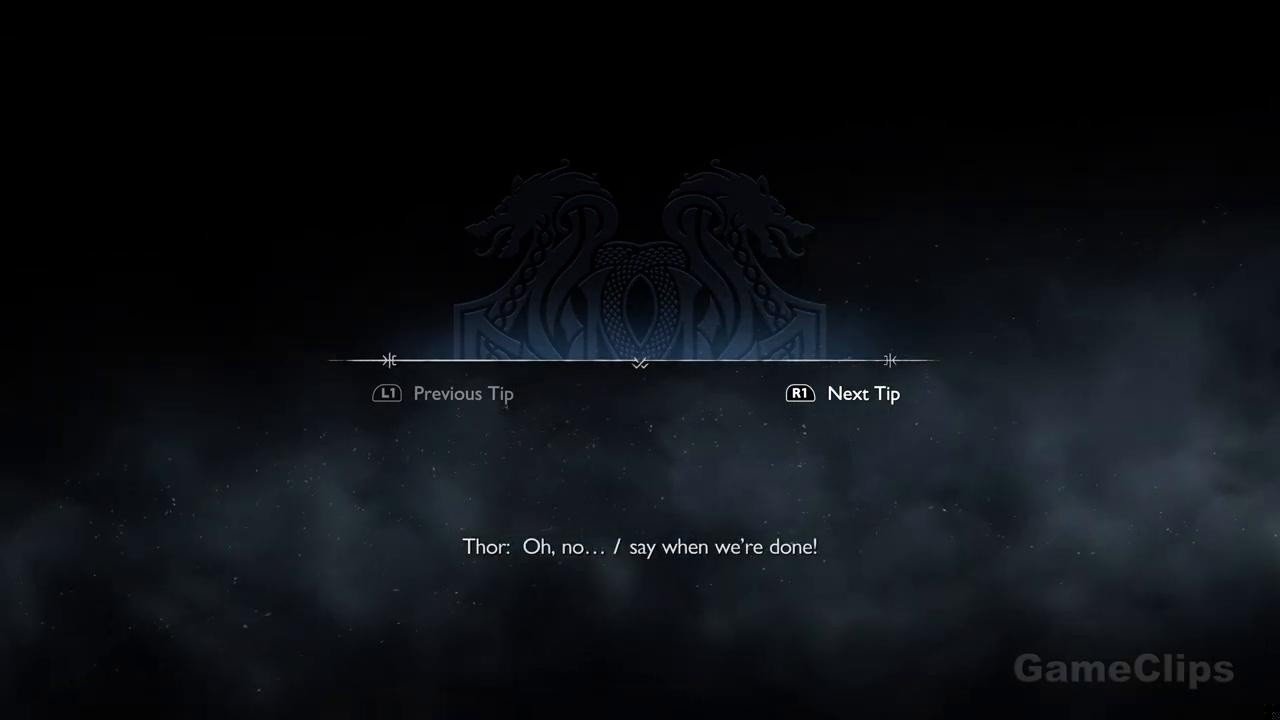 L1 Previous Tip
R1 Next Tip
Thor: Oh, no... I say when we're done!
GameClips